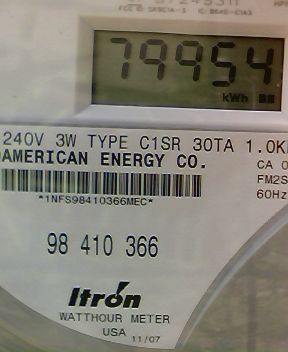 79954
kWh
240V 3W TYPE C1SR 30TA 1.0K
AMERICAN ENERGY CO.
CA 0
*1NFS98410366MEC*
FM2S
60Hz
98 410 366
Itron
WATTHOUR METER
USA 11/07